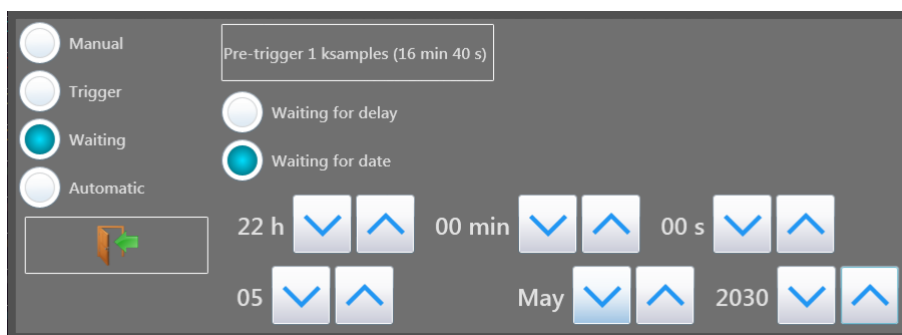 Manual
Trigger
Waiting
Automatic
Pre-trigger 1 ksamples (16 min 40 s)
Waiting for delay
Waiting for date
22 h 00 min 00 s
05 May 2030